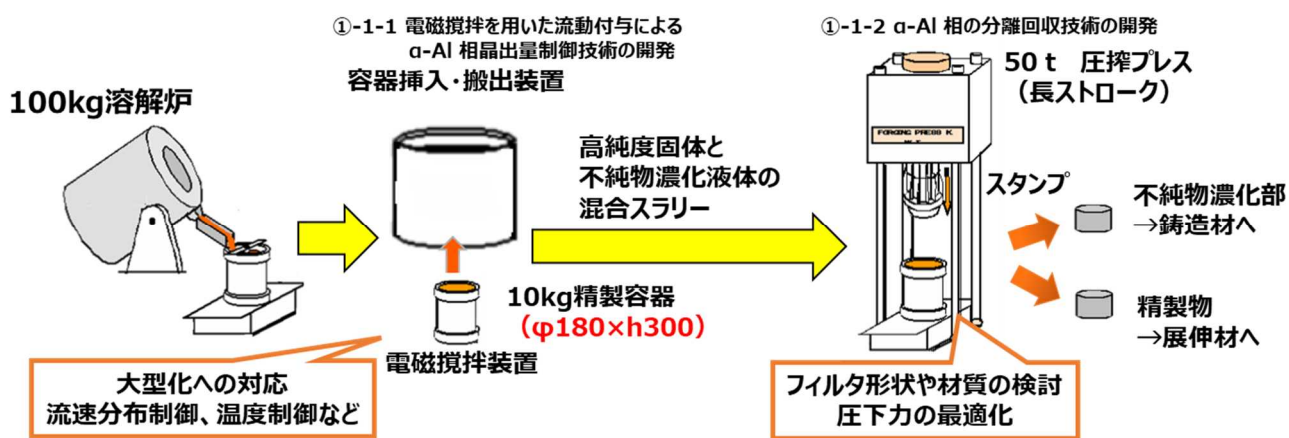 ①-1-1 電磁撹拌を用いた流動付与による
α-Al 相晶出量制御技術の開発
容器挿入・搬出装置
①-1-2 α-Al 相の分離回収技術の開発
50 t 圧搾プレス
（長ストローク）
100kg溶解炉
FORGING PRESS K
高純度固体と
不純物濃化液体の
混合スラリー
スタンプ
不純物濃化部
→鋳造材へ
10kg精製容器
（φ180×h300）
精製物
→展伸材へ
電磁撹拌装置
大型化への対応
流速分布制御、温度制御など
フィルタ形状や材質の検討
圧下力の最適化